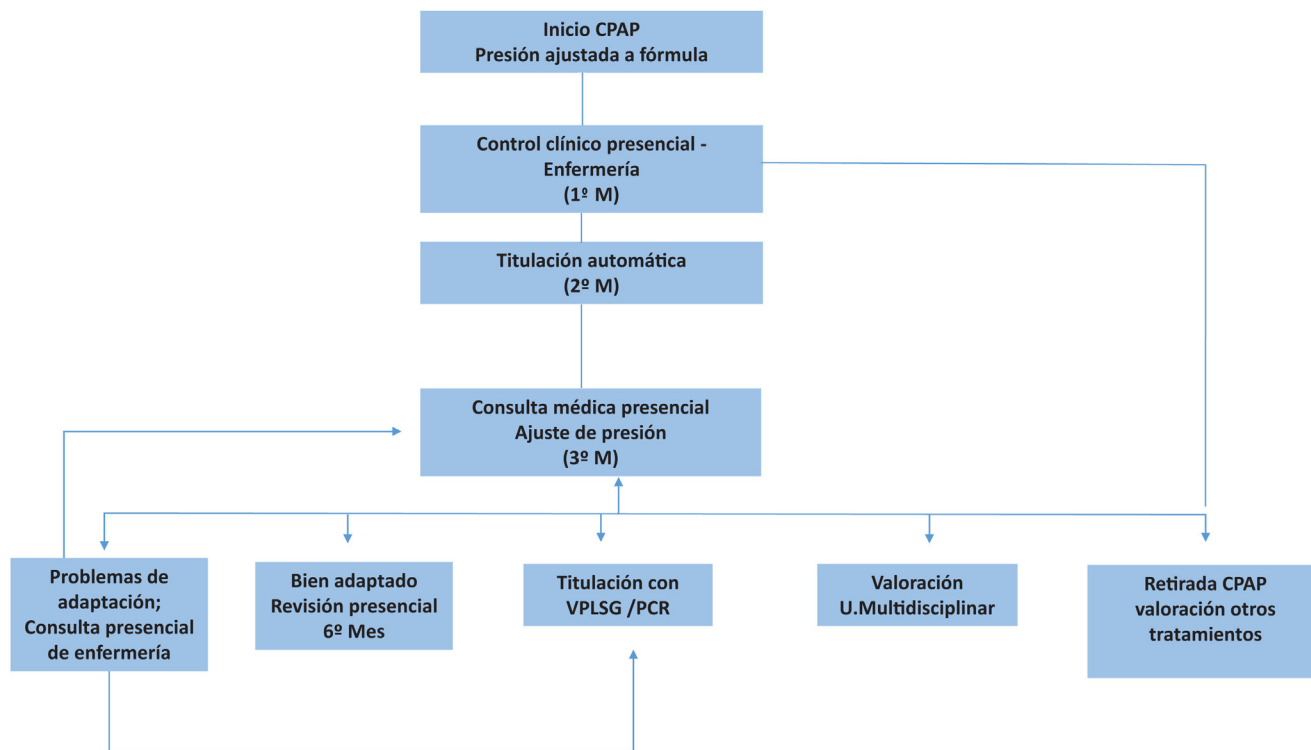 Inicio CPAP
Presión ajustada a fórmula
Control clínico presencial -
Enfermería
(1º M)
Titulación automática
(2º M)
Consulta médica presencial
Ajuste de presión
(3º M)
Problemas de
adaptación;
Consulta presencial
de enfermería
Bien adaptado
Revisión presencial
6º Mes
Titulación con
VPLSG /PCR
Valoración
U.Multidisciplinar
Retirada CPAP
valoración otros
tratamientos